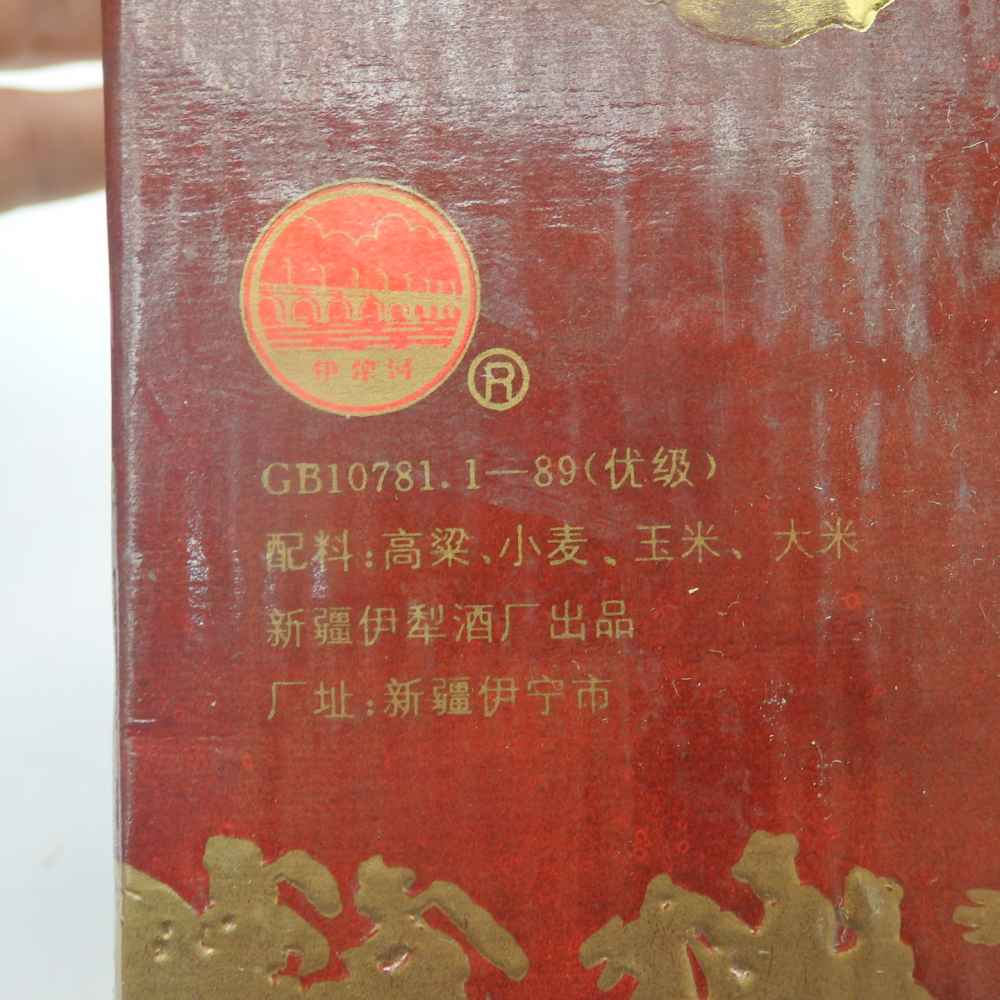 伊犁河
R
GB10781.1—89(优级)
配料:高粱、小麦、玉米、大米
新疆伊犁酒厂出品
厂址:新疆伊宁市